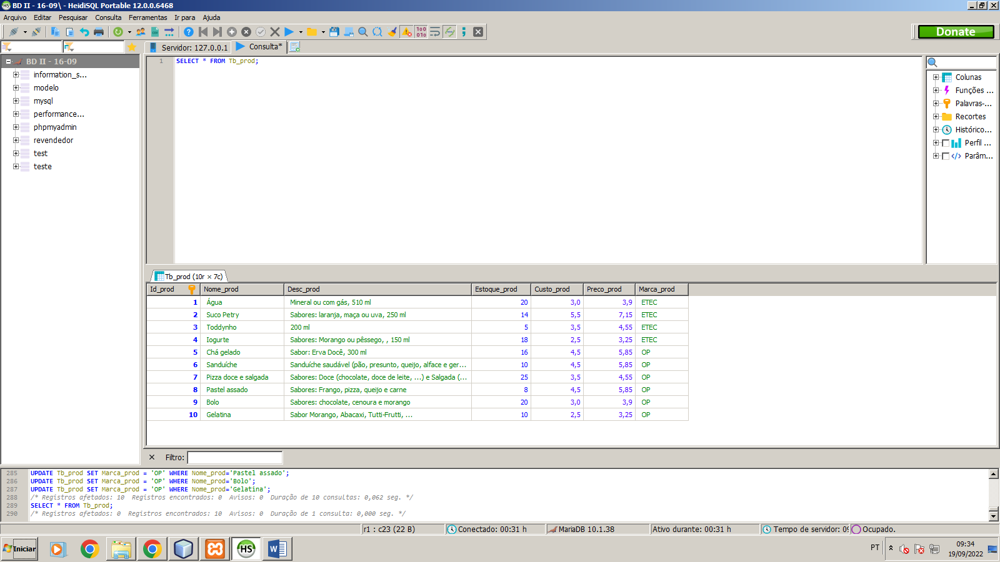 BD II - 16-09\ - HeidiSQL Portable 12.0.0.6468
Arquivo Editar Pesquisar Consulta Ferramentas Ir para Ajuda
Donate
Servidor: 127.0.0.1 Consulta*
BD II - 16-09
information_s...
modelo
mysql
performance...
phpmyadmin
revendedor
test
teste
1 SELECT * FROM Tb_prod;
Colunas
Funções ...
Palavras-...
Recortes
Histórico...
Perfil ...
Parâm...
Tb_prod (10r × 7c)
Id_prod Nome_prod Desc_prod Estoque_prod Custo_prod Preco_prod Marca_prod
1 Água Mineral ou com gás, 510 ml 20 3,0 3,9 ETEC
2 Suco Petry Sabores: laranja, maça ou uva, 250 ml 14 5,5 7,15 ETEC
3 Toddynho 200 ml 5 3,5 4,55 ETEC
4 Iogurte Sabores: Morango ou pêssego, , 150 ml 18 2,5 3,25 ETEC
5 Chá gelado Sabor: Erva Docê, 300 ml 16 4,5 5,85 OP
6 Sanduíche Sanduíche saudável (pão, presunto, queijo, alface e ger... 10 4,5 5,85 OP
7 Pizza doce e salgada Sabores: Doce (chocolate, doce de leite, ...) e Salgada (... 25 3,5 4,55 OP
8 Pastel assado Sabores: Frango, pizza, queijo e carne 8 4,5 5,85 OP
9 Bolo Sabores: chocolate, cenoura e morango 20 3,0 3,9 OP
10 Gelatina Sabor Morango, Abacaxi, Tutti-Frutti, ... 10 2,5 3,25 OP
Filtro:
285 UPDATE Tb_prod SET Marca_prod = 'OP' WHERE Nome_prod='Pastel assado';
286 UPDATE Tb_prod SET Marca_prod = 'OP' WHERE Nome_prod='Bolo';
287 UPDATE Tb_prod SET Marca_prod = 'OP' WHERE Nome_prod='Gelatina';
288 /* Registros afetados: 10 Registros encontrados: 0 Avisos: 0 Duração de 10 consultas: 0,062 seg. */
289 SELECT * FROM Tb_prod;
290 /* Registros afetados: 0 Registros encontrados: 10 Avisos: 0 Duração de 1 consulta: 0,000 seg. */
r1 : c23 (22 B) Conectado: 00:31 h MariaDB 10.1.38 Ativo durante: 00:31 h Tempo de servidor: 09 Ocupado.
Iniciar HS W PT 09:34
19/09/2022